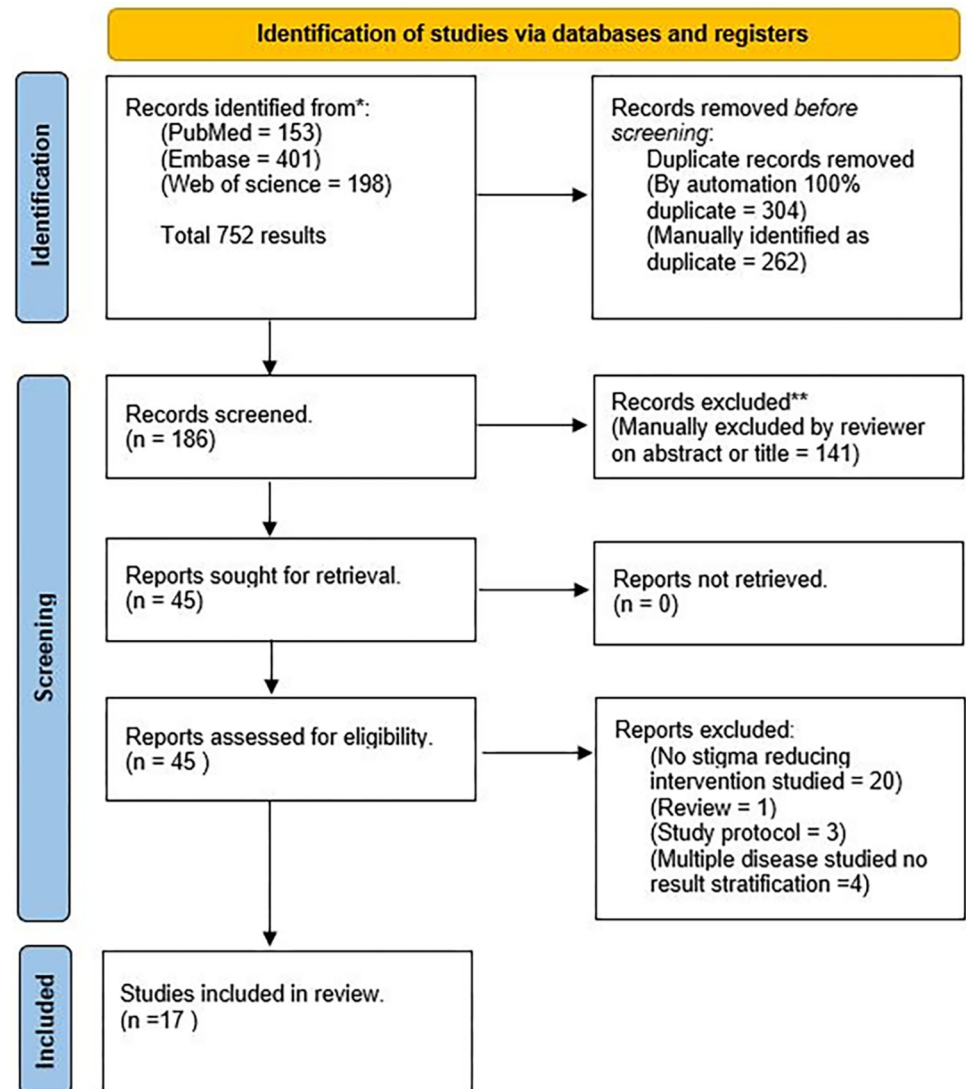 Identification of studies via databases and registers
Identification
Records identified from*:
(PubMed = 153)
(Embase = 401)
(Web of science = 198)
Total 752 results
Records removed before
screening:
Duplicate records removed
(By automation 100%
duplicate = 304)
(Manually identified as
duplicate = 262)
Screening
Records screened.
(n = 186)
Records excluded**
(Manually excluded by reviewer
on abstract or title = 141)
Reports sought for retrieval.
(n = 45)
Reports not retrieved.
(n = 0)
Reports assessed for eligibility.
(n = 45 )
Reports excluded:
(No stigma reducing
intervention studied = 20)
(Review = 1)
(Study protocol = 3)
(Multiple disease studied no
result stratification =4)
Included
Studies included in review.
(n =17 )